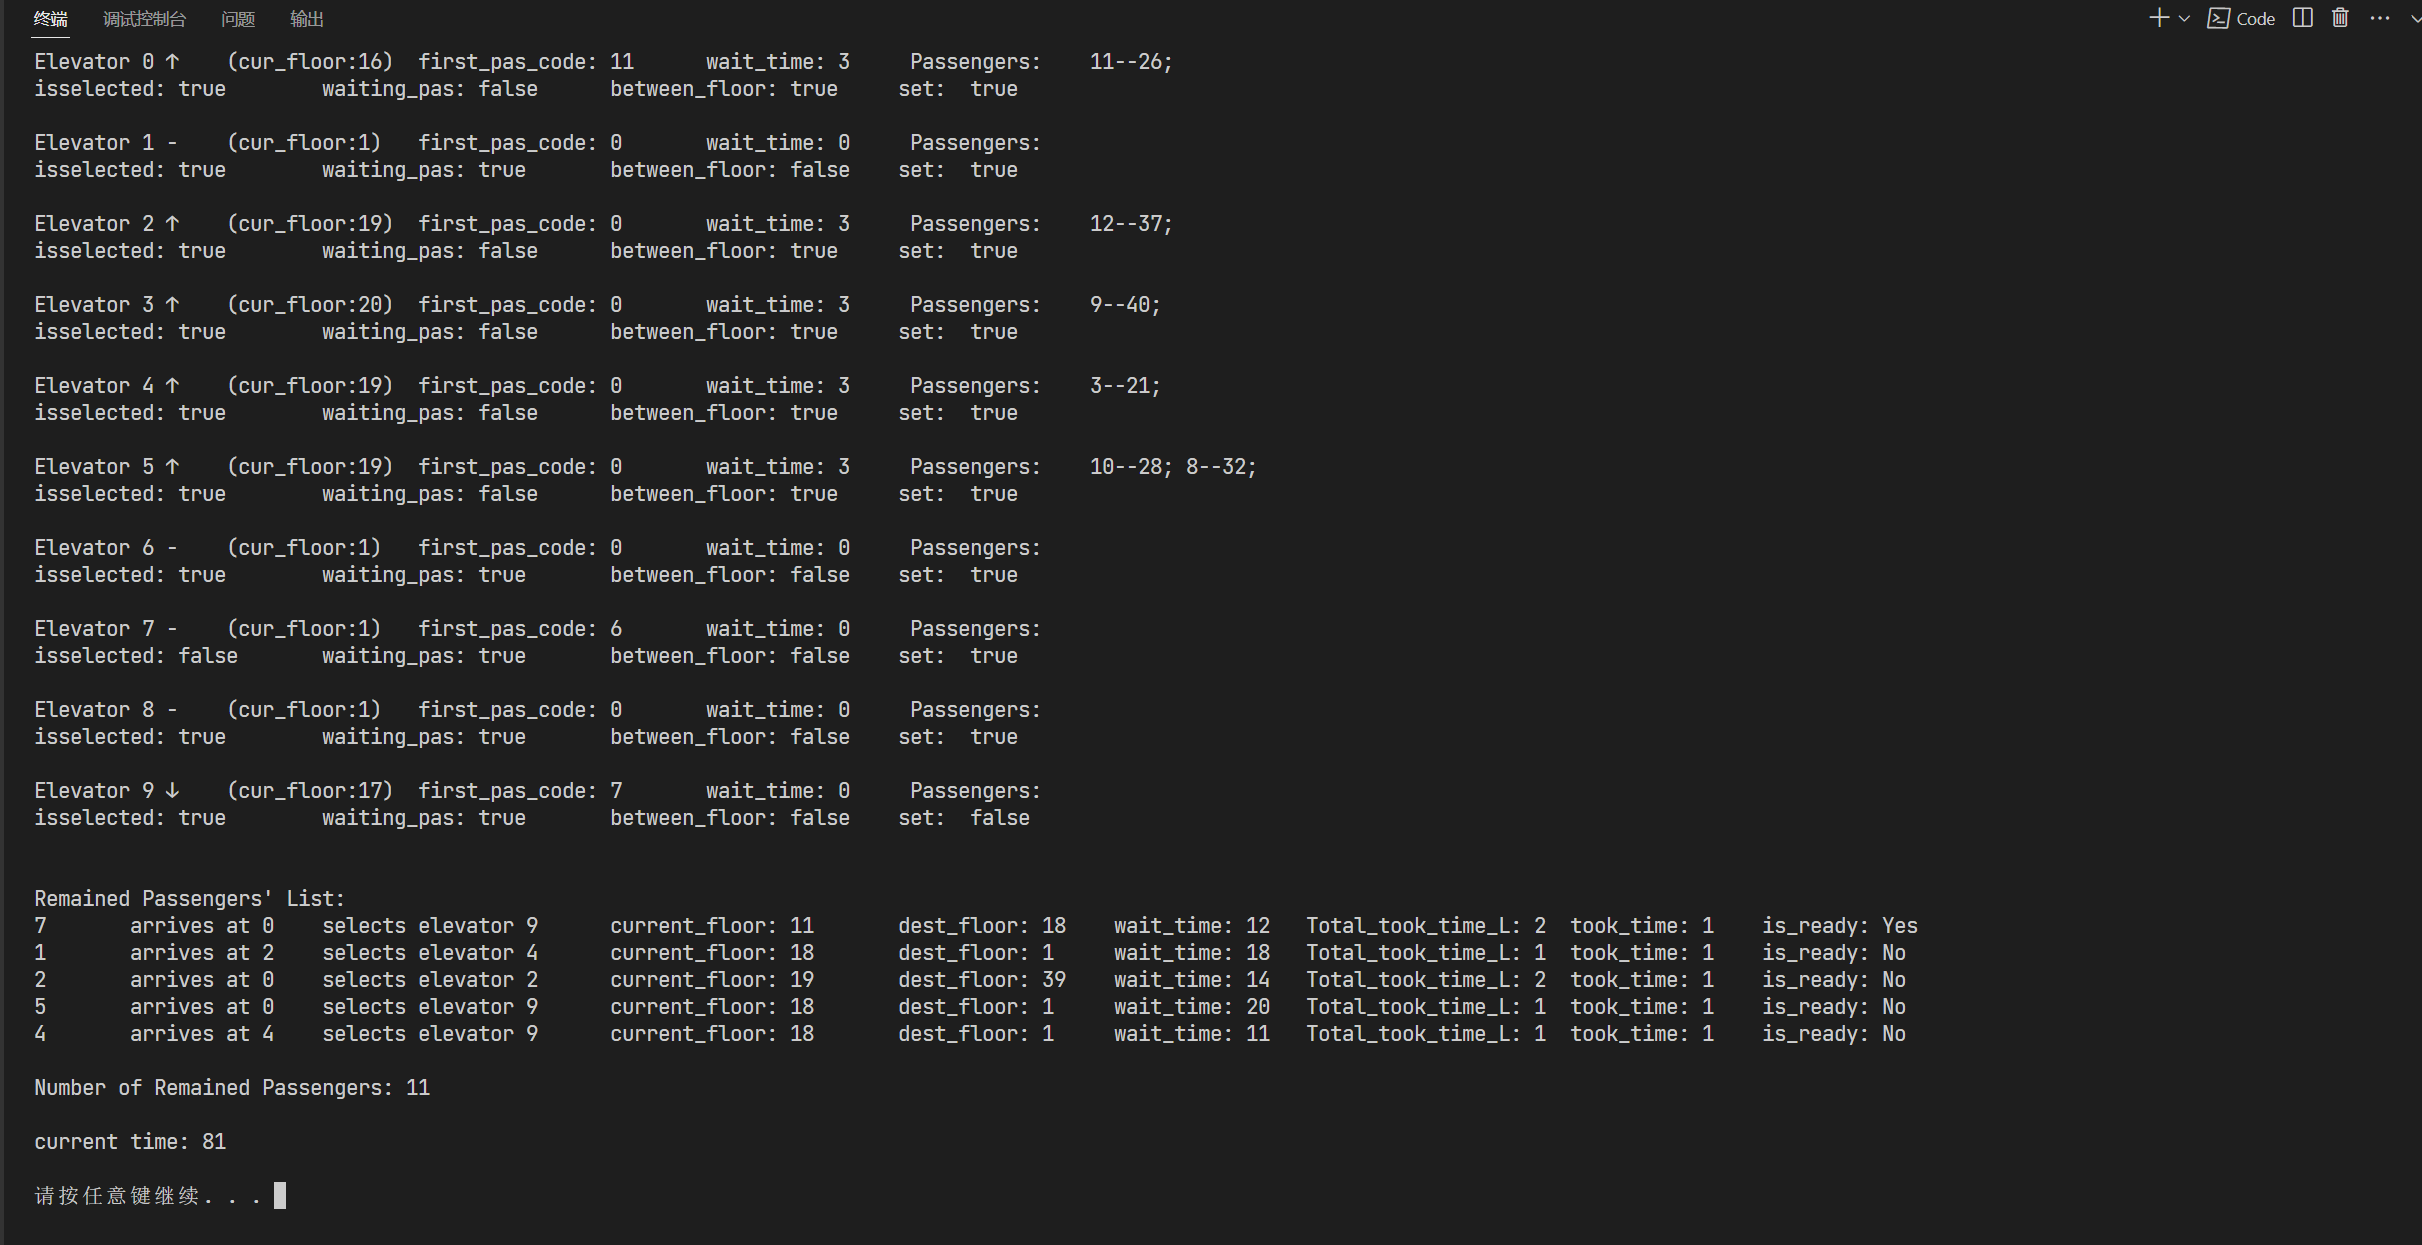 终端 调试控制台 问题 输出 Code
Elevator 0 ↑ (cur_floor:16) first_pas_code: 11 wait_time: 3 Passengers: 11--26;
isselected: true waiting_pas: false between_floor: true set: true
Elevator 1 - (cur_floor:1) first_pas_code: 0 wait_time: 0 Passengers:
isselected: true waiting_pas: true between_floor: false set: true
Elevator 2 ↑ (cur_floor:19) first_pas_code: 0 wait_time: 3 Passengers: 12--37;
isselected: true waiting_pas: false between_floor: true set: true
Elevator 3 ↑ (cur_floor:20) first_pas_code: 0 wait_time: 3 Passengers: 9--40;
isselected: true waiting_pas: false between_floor: true set: true
Elevator 4 ↑ (cur_floor:19) first_pas_code: 0 wait_time: 3 Passengers: 3--21;
isselected: true waiting_pas: false between_floor: true set: true
Elevator 5 ↑ (cur_floor:19) first_pas_code: 0 wait_time: 3 Passengers: 10--28; 8--32;
isselected: true waiting_pas: false between_floor: true set: true
Elevator 6 - (cur_floor:1) first_pas_code: 0 wait_time: 0 Passengers:
isselected: true waiting_pas: true between_floor: false set: true
Elevator 7 - (cur_floor:1) first_pas_code: 6 wait_time: 0 Passengers:
isselected: false waiting_pas: true between_floor: false set: true
Elevator 8 - (cur_floor:1) first_pas_code: 0 wait_time: 0 Passengers:
isselected: true waiting_pas: true between_floor: false set: true
Elevator 9 ↓ (cur_floor:17) first_pas_code: 7 wait_time: 0 Passengers:
isselected: true waiting_pas: true between_floor: false set: false
Remained Passengers' List:
7 arrives at 0 selects elevator 9 current_floor: 11 dest_floor: 18 wait_time: 12 Total_took_time_L: 2 took_time: 1 is_ready: Yes
1 arrives at 2 selects elevator 4 current_floor: 18 dest_floor: 1 wait_time: 18 Total_took_time_L: 1 took_time: 1 is_ready: No
2 arrives at 0 selects elevator 2 current_floor: 19 dest_floor: 39 wait_time: 14 Total_took_time_L: 2 took_time: 1 is_ready: No
5 arrives at 0 selects elevator 9 current_floor: 18 dest_floor: 1 wait_time: 20 Total_took_time_L: 1 took_time: 1 is_ready: No
4 arrives at 4 selects elevator 9 current_floor: 18 dest_floor: 1 wait_time: 11 Total_took_time_L: 1 took_time: 1 is_ready: No
Number of Remained Passengers: 11
current time: 81
请按任意键继续. . .